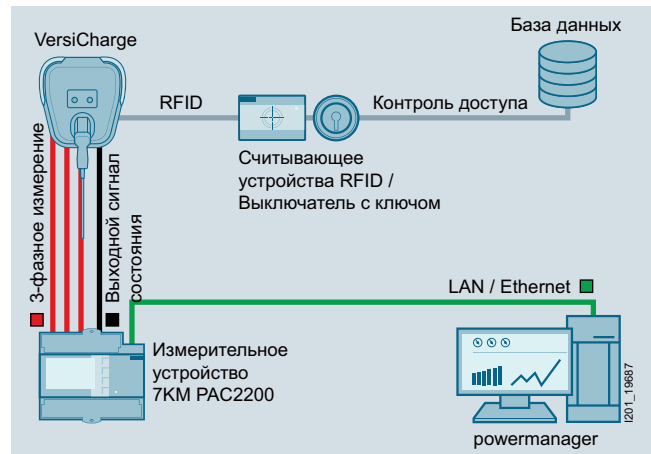 База данных
VersiCharge
RFID
Контроль доступа
Считывающее
устройства RFID /
Выключатель с ключом
3-фазное измерение
Выходной сигнал
состояния
LAN / Ethernet
Измерительное
устройство
7KM PAC2200
I201_19687
powermanager